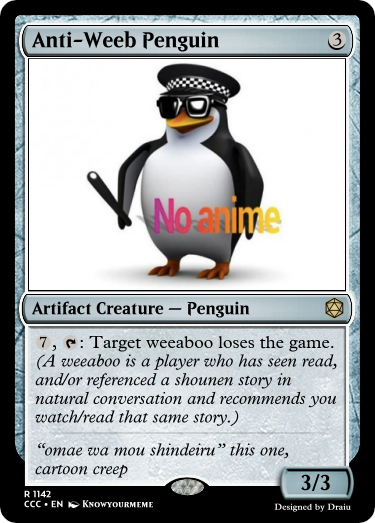 Anti-Weeb Penguin 3
No anime
Artifact Creature — Penguin
7, : Target weeaboo loses the game.
(A weeaboo is a player who has seen read,
and/or referenced a shounen story in
natural conversation and recommends you
watch/read that same story.)
"omae wa mou shindeiru" this one,
cartoon creep
3/3
R 1142
CCC • EN KNOWYOURMEME
Designed by Draiu